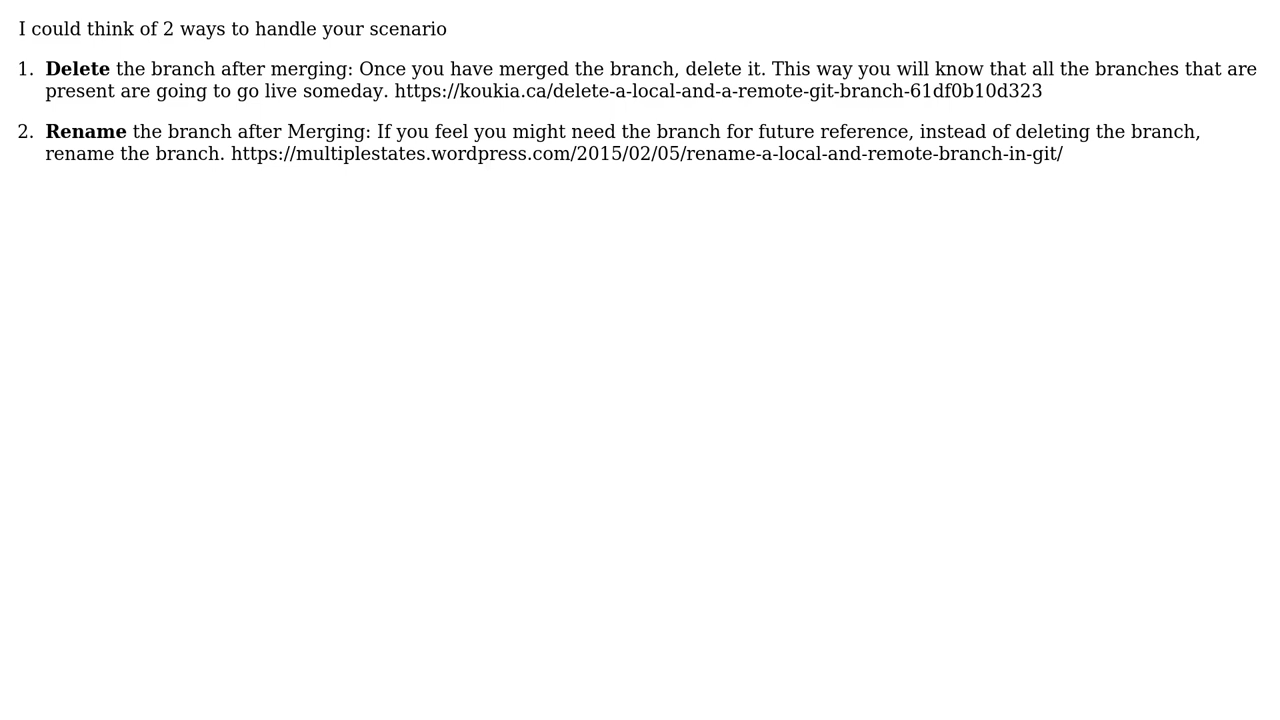 I could think of 2 ways to handle your scenario
1. Delete the branch after merging: Once you have merged the branch, delete it. This way you will know that all the branches that are
present are going to go live someday. https://koukia.ca/delete-a-local-and-a-remote-git-branch-61df0b10d323
2. Rename the branch after Merging: If you feel you might need the branch for future reference, instead of deleting the branch,
rename the branch. https://multiplestates.wordpress.com/2015/02/05/rename-a-local-and-remote-branch-in-git/